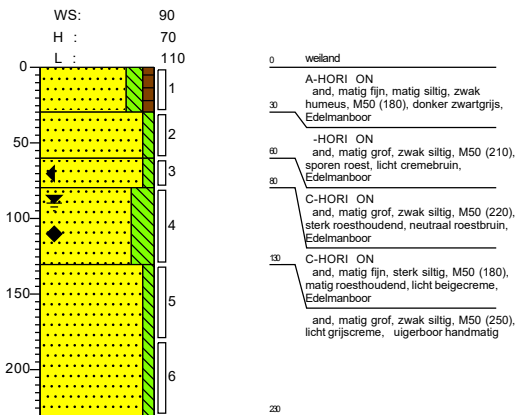 WS: 90
H : 70
L : 110
0
50
100
150
200
1
2
3
4
5
6
0 weiland
A-HORI ON
and, matig fijn, matig siltig, zwak
30 humeus, M50 (180), donker zwartgrijs,
Edelmanboor
-HORI ON
and, matig grof, zwak siltig, M50 (210),
60 sporen roest, licht cremebruin,
Edelmanboor
80 C-HORI ON
and, matig grof, zwak siltig, M50 (220),
sterk roesthoudend, neutraal roestbruin,
Edelmanboor
130 C-HORI ON
and, matig fijn, sterk siltig, M50 (180),
matig roesthoudend, licht beigecreme,
Edelmanboor
and, matig grof, zwak siltig, M50 (250),
licht grijscreme, uigerboor handmatig
230